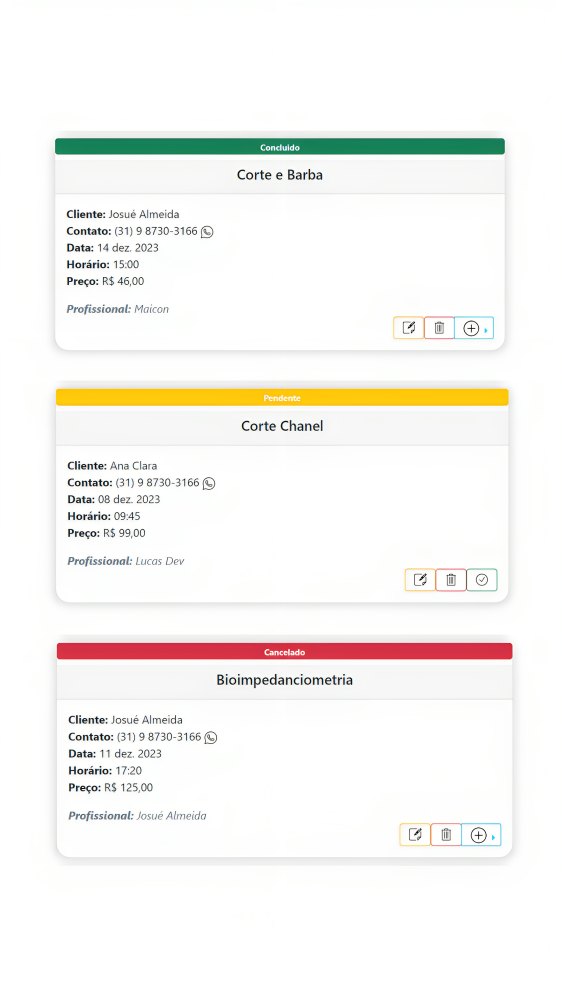 Concluido
Corte e Barba
Cliente: Josué Almeida
Contato: (31) 9 8730-3166
Data: 14 dez. 2023
Horário: 15:00
Preço: R$ 46,00
Profissional: Maicon
Pendente
Corte Chanel
Cliente: Ana Clara
Contato: (31) 9 8730-3166
Data: 08 dez. 2023
Horário: 09:45
Preço: R$ 99,00
Profissional: Lucas Dev
Cancelado
Bioimpedanciometria
Cliente: Josué Almeida
Contato: (31) 9 8730-3166
Data: 11 dez. 2023
Horário: 17:20
Preço: R$ 125,00
Profissional: Josué Almeida